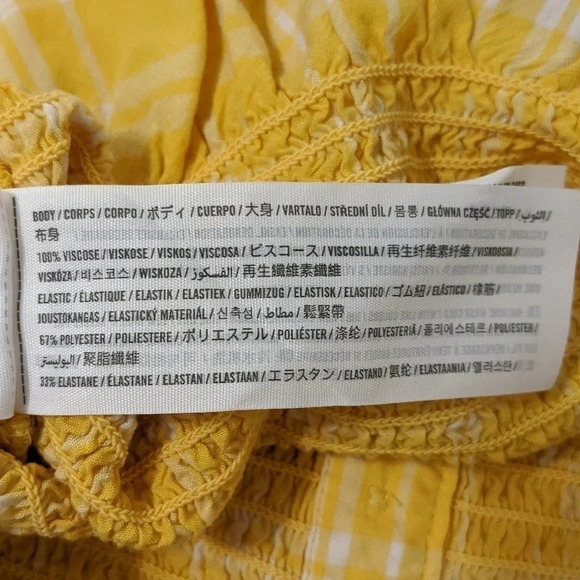 BODY / CORPS / CORPO / ボディ / CUERPO / 大身 / VARTALO / STŘEDNÍ DÍL / 몸통 / GŁÓWNA CZĘŚĆ / TOPP / الثوب /
布身
100% VISCOSE / VISKOSE / VISKOS / VISCOSA / ビスコース / VISCOSILLA / 再生纤维素纤维 / VISKOOSIA /
VISKÓZA / 비스코스 / WISKOZA / الفسكوز / 再生纖維素纖維
ELASTIC / ÉLASTIQUE / ELASTIK / ELASTIEK / GUMMIZUG / ELASTISK / ELASTICO / ゴム紐 / ELÁSTICO / 橡筋 /
JOUSTOKANGAS / ELASTICKÝ MATERIÁL / 신축성 / مطاط / 鬆緊帶
67% POLYESTER / POLIESTERE / ポリエステル / POLIÉSTER / 涤纶 / POLYESTERIÄ / 폴리에스테르 / POLIESTER /
البوليستر / 聚脂纖維
33% ELASTANE / ÉLASTANE / ELASTAN / ELASTAAN / エラスタン / ELASTANO / 氨纶 / ELASTAANIA / 엘라스탄 /